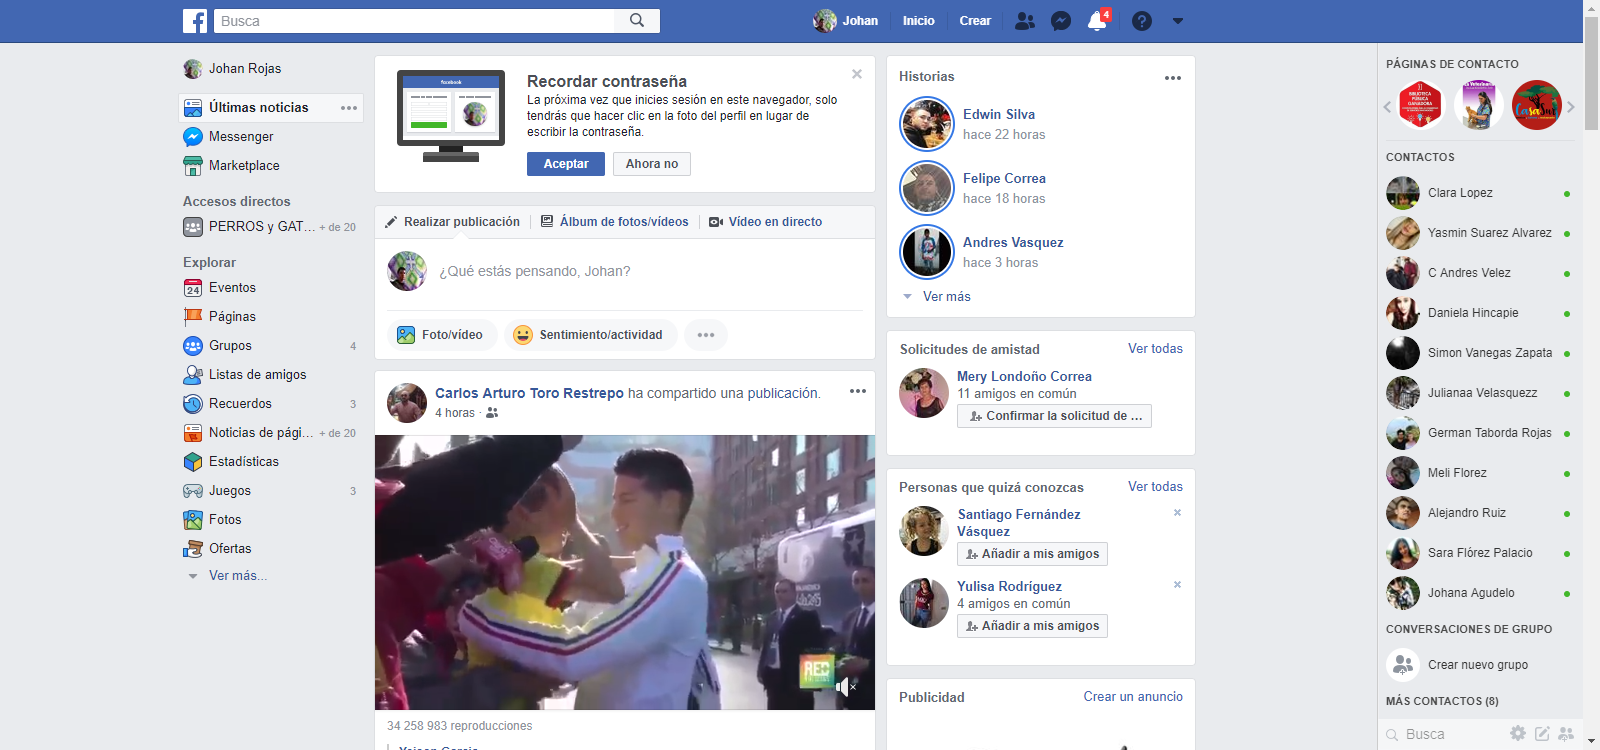 Busca
Johan
Inicio
Crear
4
Johan Rojas
Últimas noticias
Messenger
Marketplace
Accesos directos
PERROS y GAT... + de 20
Explorar
24
Eventos
Páginas
Grupos 4
Listas de amigos
Recuerdos 3
Noticias de pági... + de 20
Estadísticas
Juegos 3
Fotos
Ofertas
Ver más...
facebook
Recordar contraseña
La próxima vez que inicies sesión en este navegador, solo
tendrás que hacer clic en la foto del perfil en lugar de
escribir la contraseña.
Aceptar Ahora no
Realizar publicación Álbum de fotos/vídeos Vídeo en directo
¿Qué estás pensando, Johan?
Foto/vídeo Sentimiento/actividad
Carlos Arturo Toro Restrepo ha compartido una publicación.
4 horas ·
RED
34 258 983 reproducciones
Yeison Garcia
Historias
Edwin Silva
hace 22 horas
Felipe Correa
hace 18 horas
Andres Vasquez
hace 3 horas
Ver más
Solicitudes de amistad Ver todas
Mery Londoño Correa
11 amigos en común
Confirmar la solicitud de ...
Personas que quizá conozcas Ver todas
Santiago Fernández
Vásquez
Añadir a mis amigos
Yulisa Rodríguez
4 amigos en común
Añadir a mis amigos
Publicidad Crear un anuncio
PÁGINAS DE CONTACTO
BIBLIOTECA
PÚBLICA
GANADORA
CasaSur
CONTACTOS
Clara Lopez
Yasmin Suarez Alvarez
C Andres Velez
Daniela Hincapie
Simon Vanegas Zapata
Julianaa Velasquezz
German Taborda Rojas
Meli Florez
Alejandro Ruiz
Sara Flórez Palacio
Johana Agudelo
CONVERSACIONES DE GRUPO
Crear nuevo grupo
MÁS CONTACTOS (8)
Busca